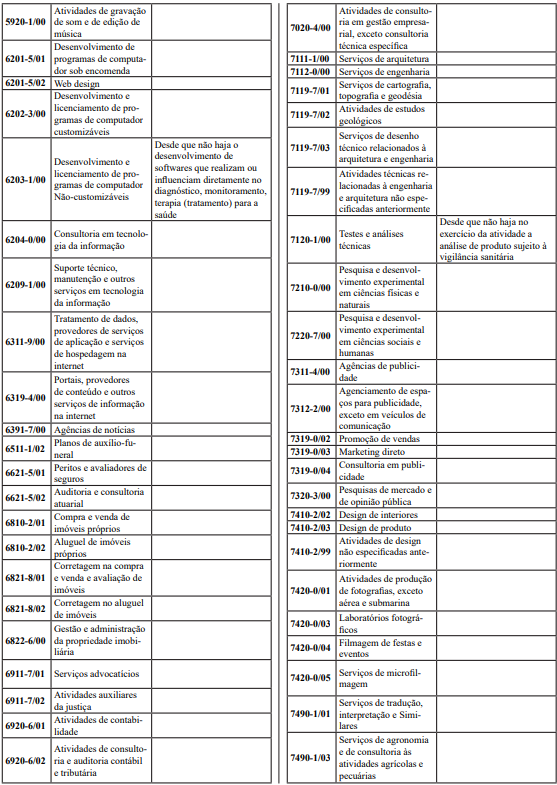 5920-1/00
Atividades de gravação
de som e de edição de
música
6201-5/01
Desenvolvimento de
programas de computa-
dor sob encomenda
6201-5/02
Web design
6202-3/00
Desenvolvimento e
licenciamento de pro-
gramas de computador
customizáveis
6203-1/00
Desenvolvimento e
licenciamento de pro-
gramas de computador
Não-customizáveis
Desde que não haja o
desenvolvimento de
softwares que realizam ou
influenciam diretamente no
diagnóstico, monitoramento,
terapia (tratamento) para a
saúde
6204-0/00
Consultoria em tecnolo-
gia da informação
6209-1/00
Suporte técnico,
manutenção e outros
serviços em tecnologia
da informação
6311-9/00
Tratamento de dados,
provedores de serviços
de aplicação e serviços
de hospedagem na
internet
6319-4/00
Portais, provedores
de conteúdo e outros
serviços de informação
na internet
6391-7/00
Agências de notícias
6511-1/02
Planos de auxílio-fu-
neral
6621-5/01
Peritos e avaliadores de
seguros
6621-5/02
Auditoria e consultoria
atuarial
6810-2/01
Compra e venda de
imóveis próprios
6810-2/02
Aluguel de imóveis
próprios
6821-8/01
Corretagem na compra
e venda e avaliação de
imóveis
6821-8/02
Corretagem no aluguel
de imóveis
6822-6/00
Gestão e administração
da propriedade imobi-
liária
6911-7/01
Serviços advocatícios
6911-7/02
Atividades auxiliares
da justiça
6920-6/01
Atividades de contabi-
lidade
6920-6/02
Atividades de consulto-
ria e auditoria contábil
e tributária
7020-4/00
Atividades de consulto-
ria em gestão empresa-
rial, exceto consultoria
técnica específica
7111-1/00
Serviços de arquitetura
7112-0/00
Serviços de engenharia
7119-7/01
Serviços de cartografia,
topografia e geodésia
7119-7/02
Atividades de estudos
geológicos
7119-7/03
Serviços de desenho
técnico relacionados à
arquitetura e engenharia
7119-7/99
Atividades técnicas re-
lacionadas à engenharia
e arquitetura não espe-
cificadas anteriormente
7120-1/00
Testes e análises
técnicas
Desde que não haja no
exercício da atividade a
análise de produto sujeito à
vigilância sanitária
7210-0/00
Pesquisa e desenvol-
vimento experimental
em ciências físicas e
naturais
7220-7/00
Pesquisa e desenvol-
vimento experimental
em ciências sociais e
humanas
7311-4/00
Agências de publici-
dade
7312-2/00
Agenciamento de espa-
ços para publicidade,
exceto em veículos de
comunicação
7319-0/02
Promoção de vendas
7319-0/03
Marketing direto
7319-0/04
Consultoria em publi-
cidade
7320-3/00
Pesquisas de mercado e
de opinião pública
7410-2/02
Design de interiores
7410-2/03
Design de produto
7410-2/99
Atividades de design
não especificadas ante-
riormente
7420-0/01
Atividades de produção
de fotografias, exceto
aérea e submarina
7420-0/03
Laboratórios fotográ-
ficos
7420-0/04
Filmagem de festas e
eventos
7420-0/05
Serviços de microfil-
magem
7490-1/01
Serviços de tradução,
interpretação e Simi-
lares
7490-1/03
Serviços de agronomia
e de consultoria às
atividades agrícolas e
pecuárias